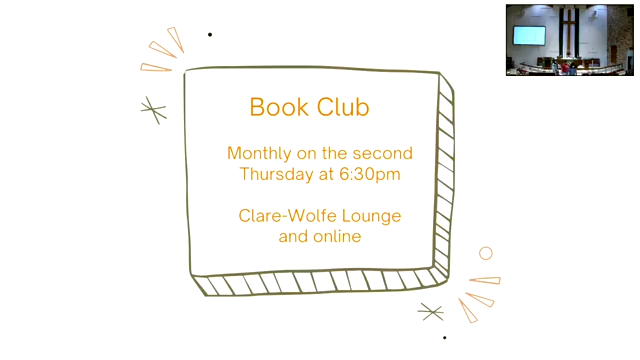 Book Club
Monthly on the second
Thursday at 6:30pm
Clare-Wolfe Lounge
and online